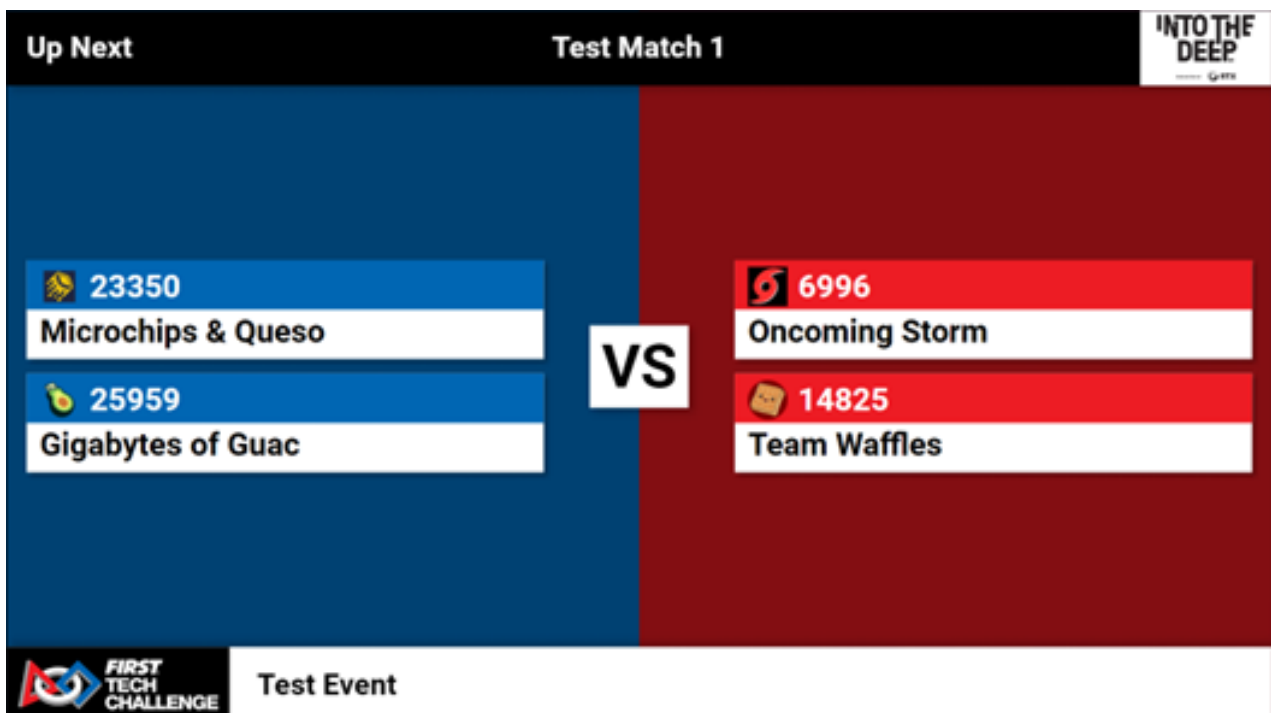 Up Next
Test Match 1
INTO THE
DEEP
23350
Microchips & Queso
25959
Gigabytes of Guac
VS
6996
Oncoming Storm
14825
Team Waffles
FIRST
TECH
CHALLENGE
Test Event